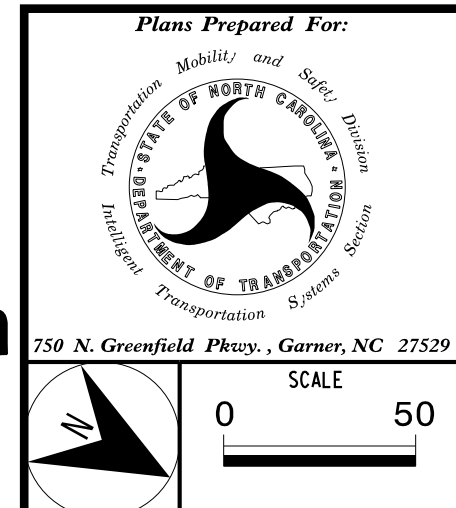 Plans Prepared For:
Transportation Mobility and Safety Division
STATE OF NORTH CAROLINA
DEPARTMENT OF TRANSPORTATION
Intelligent Transportation Systems Section
750 N. Greenfield Pkwy. , Garner, NC 27529
N
SCALE
0 50